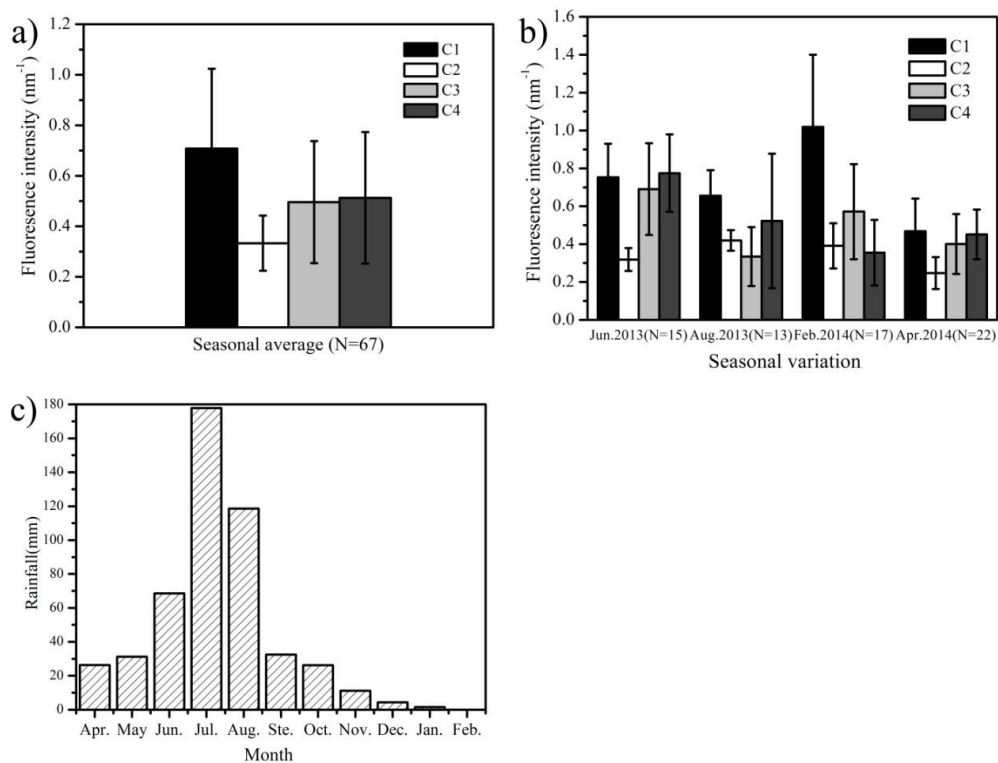 a)
1.2
1.0
0.8
0.6
0.4
0.2
0.0
Fluoresence intensity (nm⁻¹)
C1
C2
C3
C4
Seasonal average (N=67)
b)
1.6
1.4
1.2
1.0
0.8
0.6
0.4
0.2
0.0
Fluoresence intensity (nm⁻¹)
C1
C2
C3
C4
Jun.2013(N=15) Aug.2013(N=13) Feb.2014(N=17) Apr.2014(N=22)
Seasonal variation
c)
180
160
140
120
100
80
60
40
20
0
Rainfall(mm)
Apr. May Jun. Jul. Aug. Ste. Oct. Nov. Dec. Jan. Feb.
Month